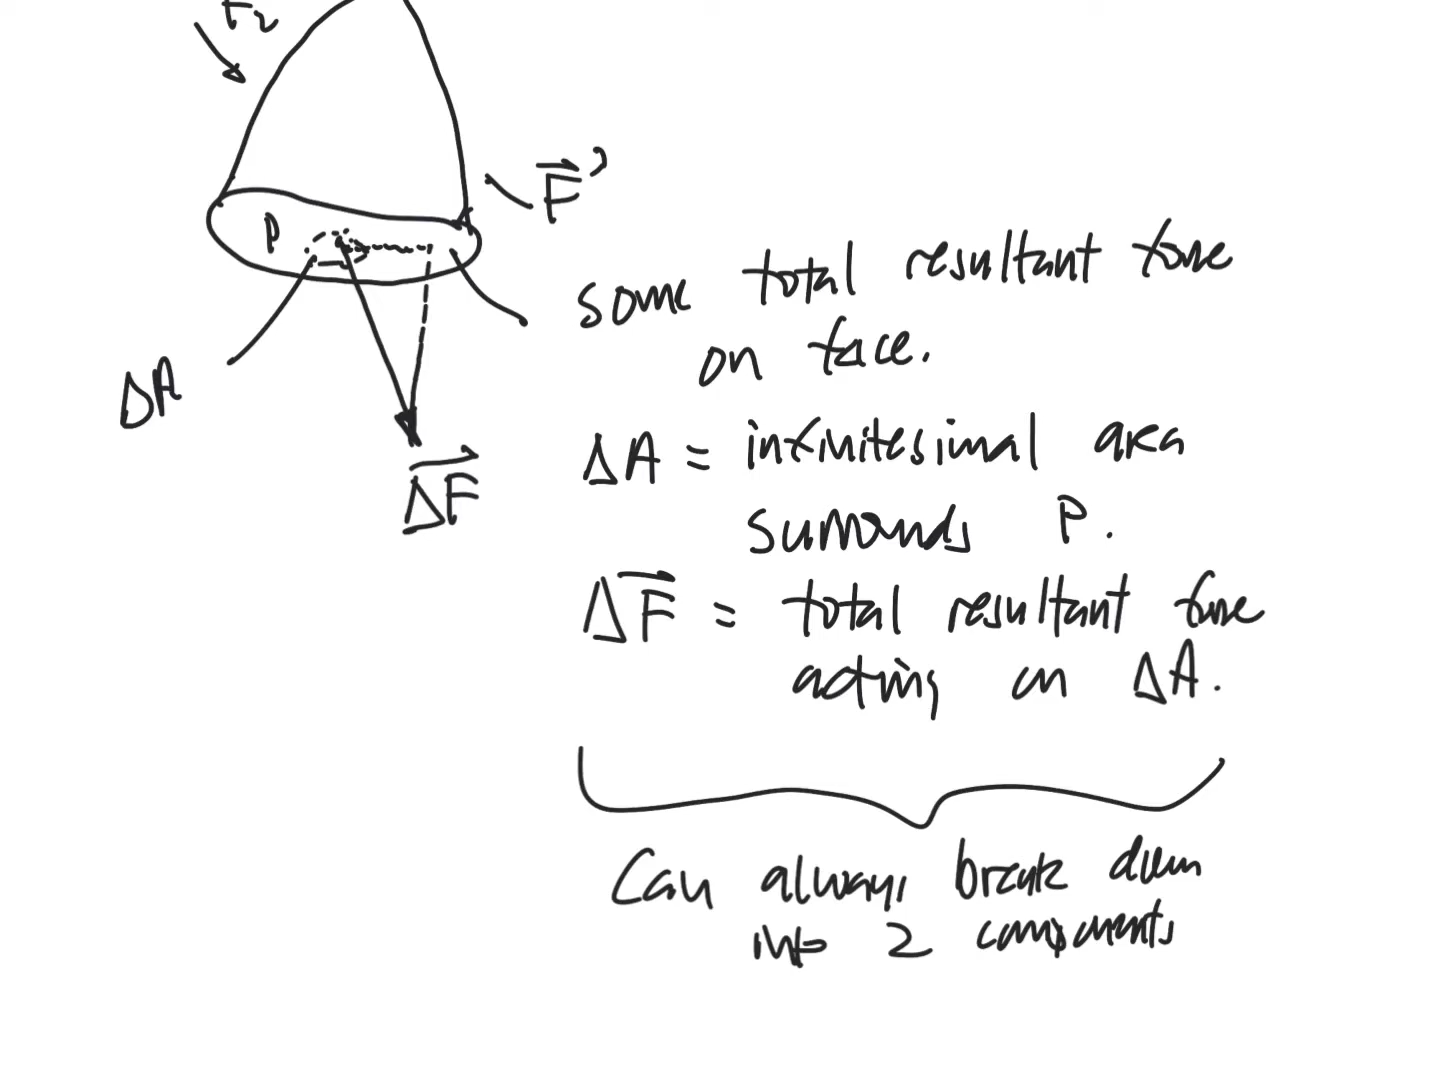 F₂
F⃗'
P
some total resultant force
on face.
ΔA
ΔA = infinitesimal area
surrounds P.
ΔF⃗
ΔF⃗ = total resultant force
acting on ΔA.
Can always break down
into 2 components